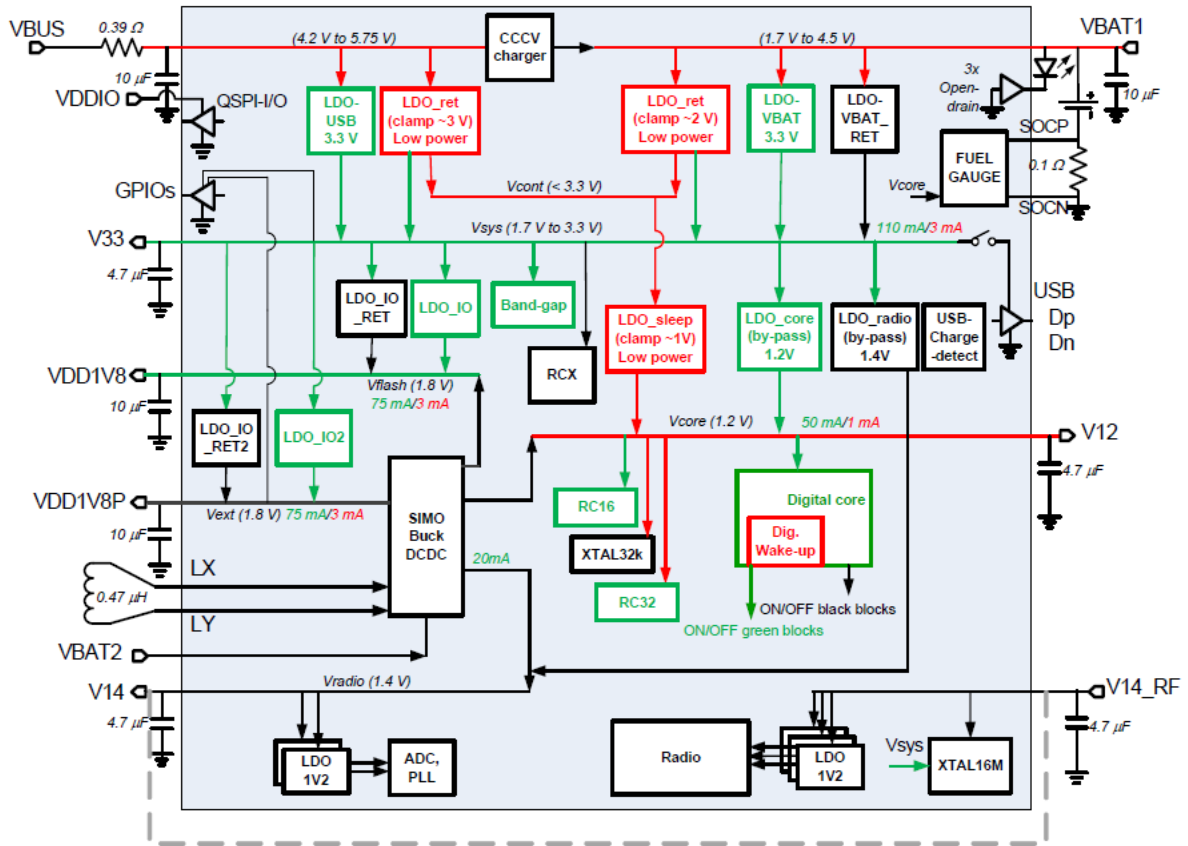 VBUS
0.39 Ω
(4.2 V to 5.75 V)
CCCV
charger
(1.7 V to 4.5 V)
VBAT1
10 µF
VDDIO
QSPI-I/O
LDO-
USB
3.3 V
LDO_ret
(clamp ~3 V)
Low power
LDO_ret
(clamp ~2 V)
Low power
LDO-
VBAT
3.3 V
LDO-
VBAT_
RET
3x
Open-
drain
10 µF
SOCP
FUEL
GAUGE
0.1 Ω
SOCN
Vcore
GPIOs
Vcont (< 3.3 V)
V33
Vsys (1.7 V to 3.3 V)
110 mA/3 mA
4.7 µF
LDO_IO
_RET
LDO_IO
Band-gap
LDO_sleep
(clamp ~1V)
Low power
LDO_core
(by-pass)
1.2V
LDO_radio
(by-pass)
1.4V
USB-
Charge
-detect
USB
Dp
Dn
RCX
VDD1V8
Vflash (1.8 V)
75 mA/3 mA
10 µF
LDO_IO
_RET2
LDO_IO2
Vcore (1.2 V)
50 mA/1 mA
V12
4.7 µF
SIMO
Buck
DCDC
RC16
XTAL32k
RC32
Digital core
Dig.
Wake-up
VDD1V8P
Vext (1.8 V)
75 mA/3 mA
10 µF
20mA
LX
0.47 µH
LY
ON/OFF black blocks
ON/OFF green blocks
VBAT2
V14
Vradio (1.4 V)
V14_RF
4.7 µF
4.7 µF
LDO
1V2
ADC,
PLL
Radio
LDO
1V2
Vsys
XTAL16M